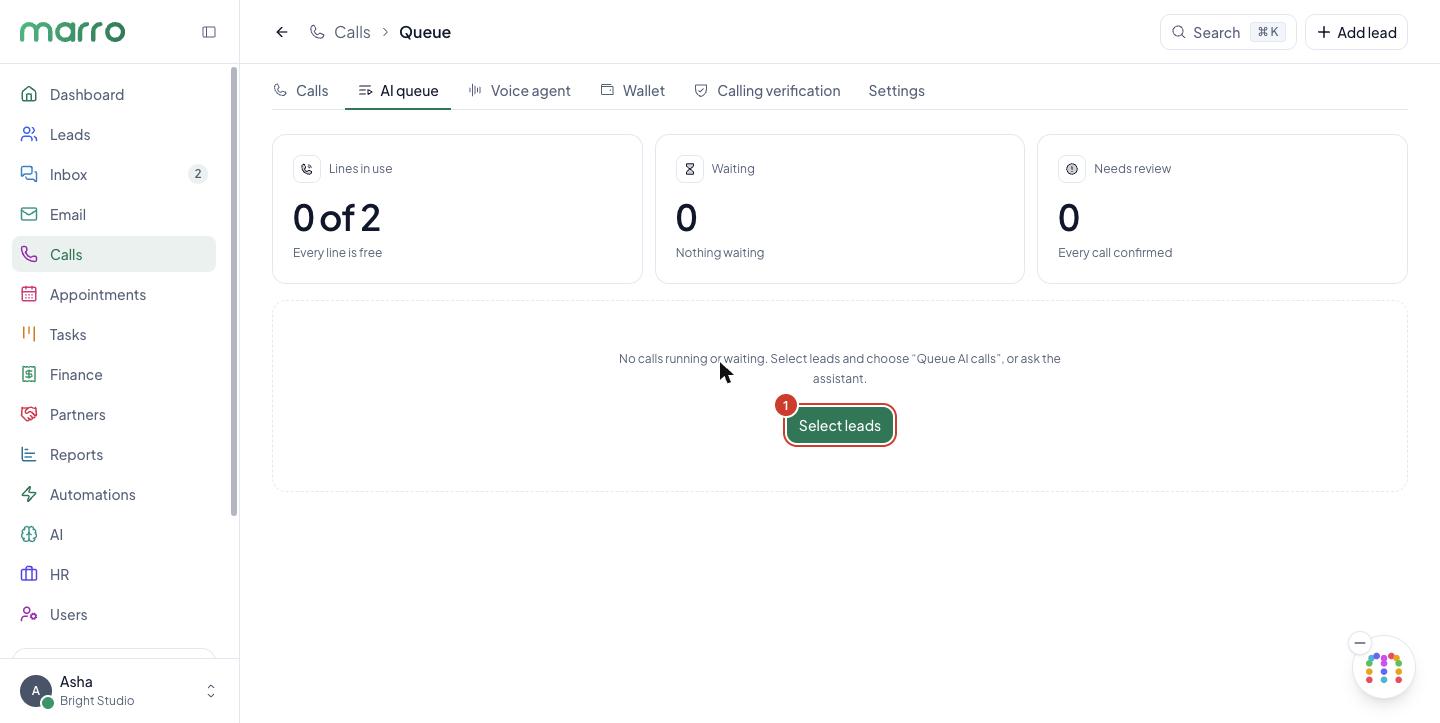 marro
Calls
Queue
Search
⌘ K
Add lead
Dashboard
Leads
Inbox
2
Email
Calls
Appointments
Tasks
Finance
Partners
Reports
Automations
AI
HR
Users
A
Asha
Bright Studio
Calls
AI queue
Voice agent
Wallet
Calling verification
Settings
Lines in use
0 of 2
Every line is free
Waiting
0
Nothing waiting
Needs review
0
Every call confirmed
No calls running or waiting. Select leads and choose “Queue AI calls”, or ask the
assistant.
1
Select leads